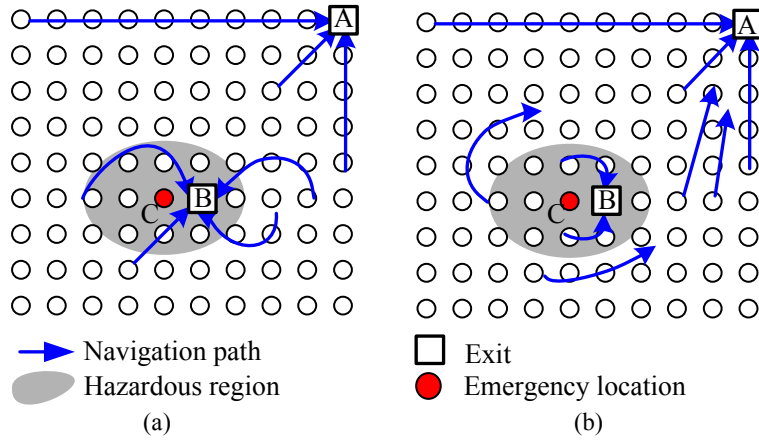 A
B
C
A
B
C
Navigation path
Exit
Hazardous region
Emergency location
(a)
(b)